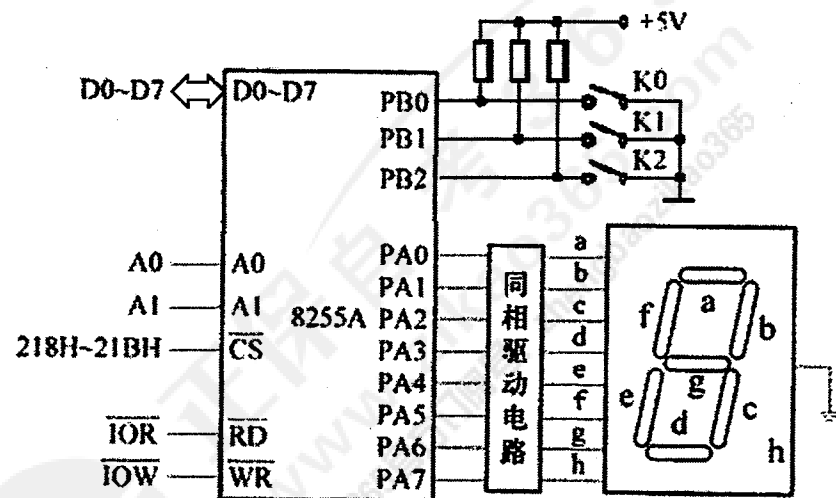 +5V
D0~D7
D0~D7
PB0
K0
PB1
K1
PB2
K2
A0
A0
A1
A1
8255A
218H~21BH
CS
IOR
RD
IOW
WR
PA0
PA1
PA2
PA3
PA4
PA5
PA6
PA7
同相驱动电路
a
b
c
d
e
f
g
h
a
f
b
g
e
c
d
h